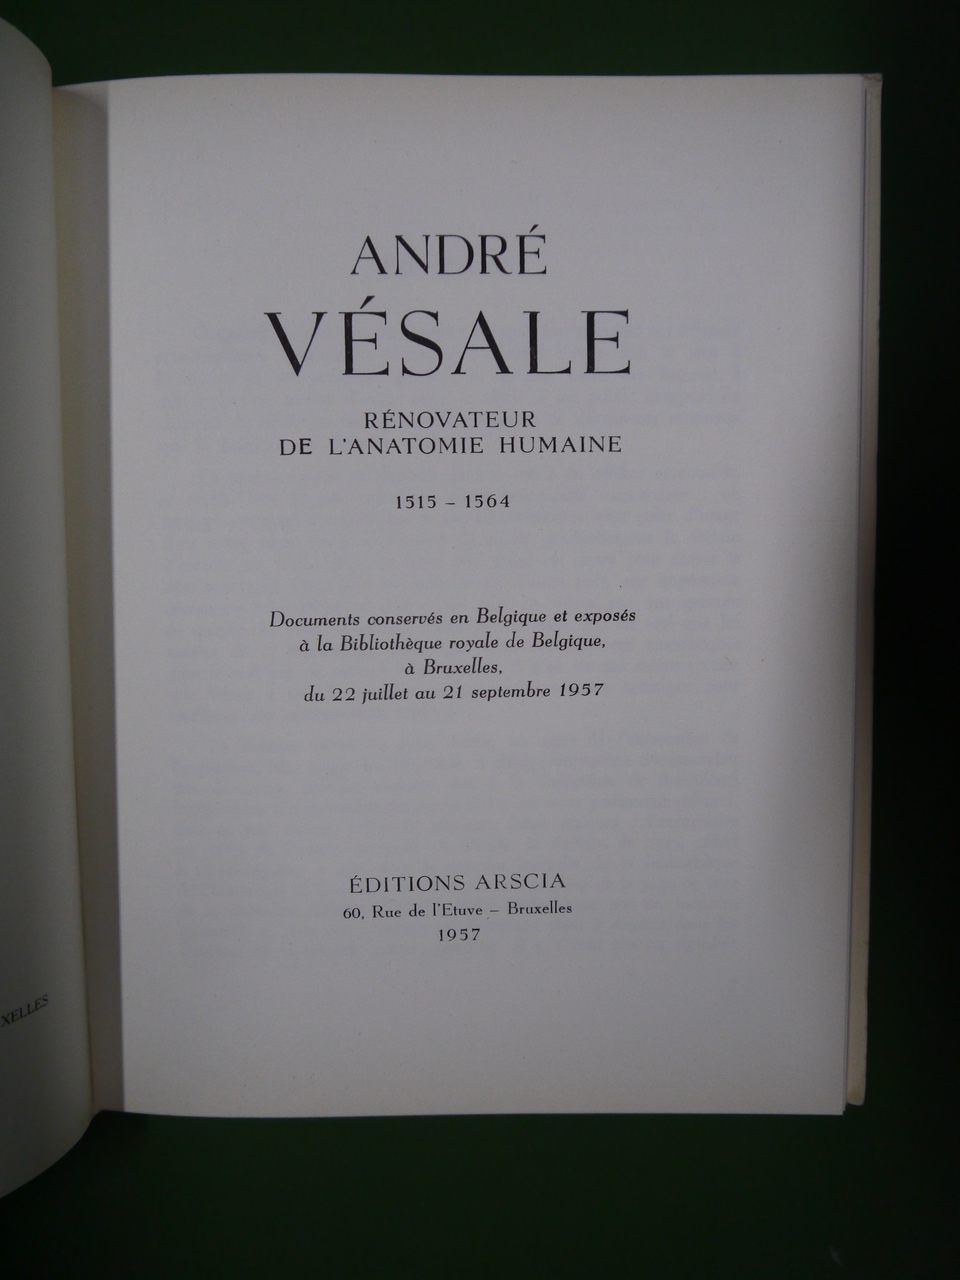 ANDRÉ
VÉSALE
RÉNOVATEUR
DE L'ANATOMIE HUMAINE
1515 – 1564
Documents conservés en Belgique et exposés
à la Bibliothèque royale de Belgique,
à Bruxelles,
du 22 juillet au 21 septembre 1957
ÉDITIONS ARSCIA
60, Rue de l'Etuve – Bruxelles
1957
XELLES